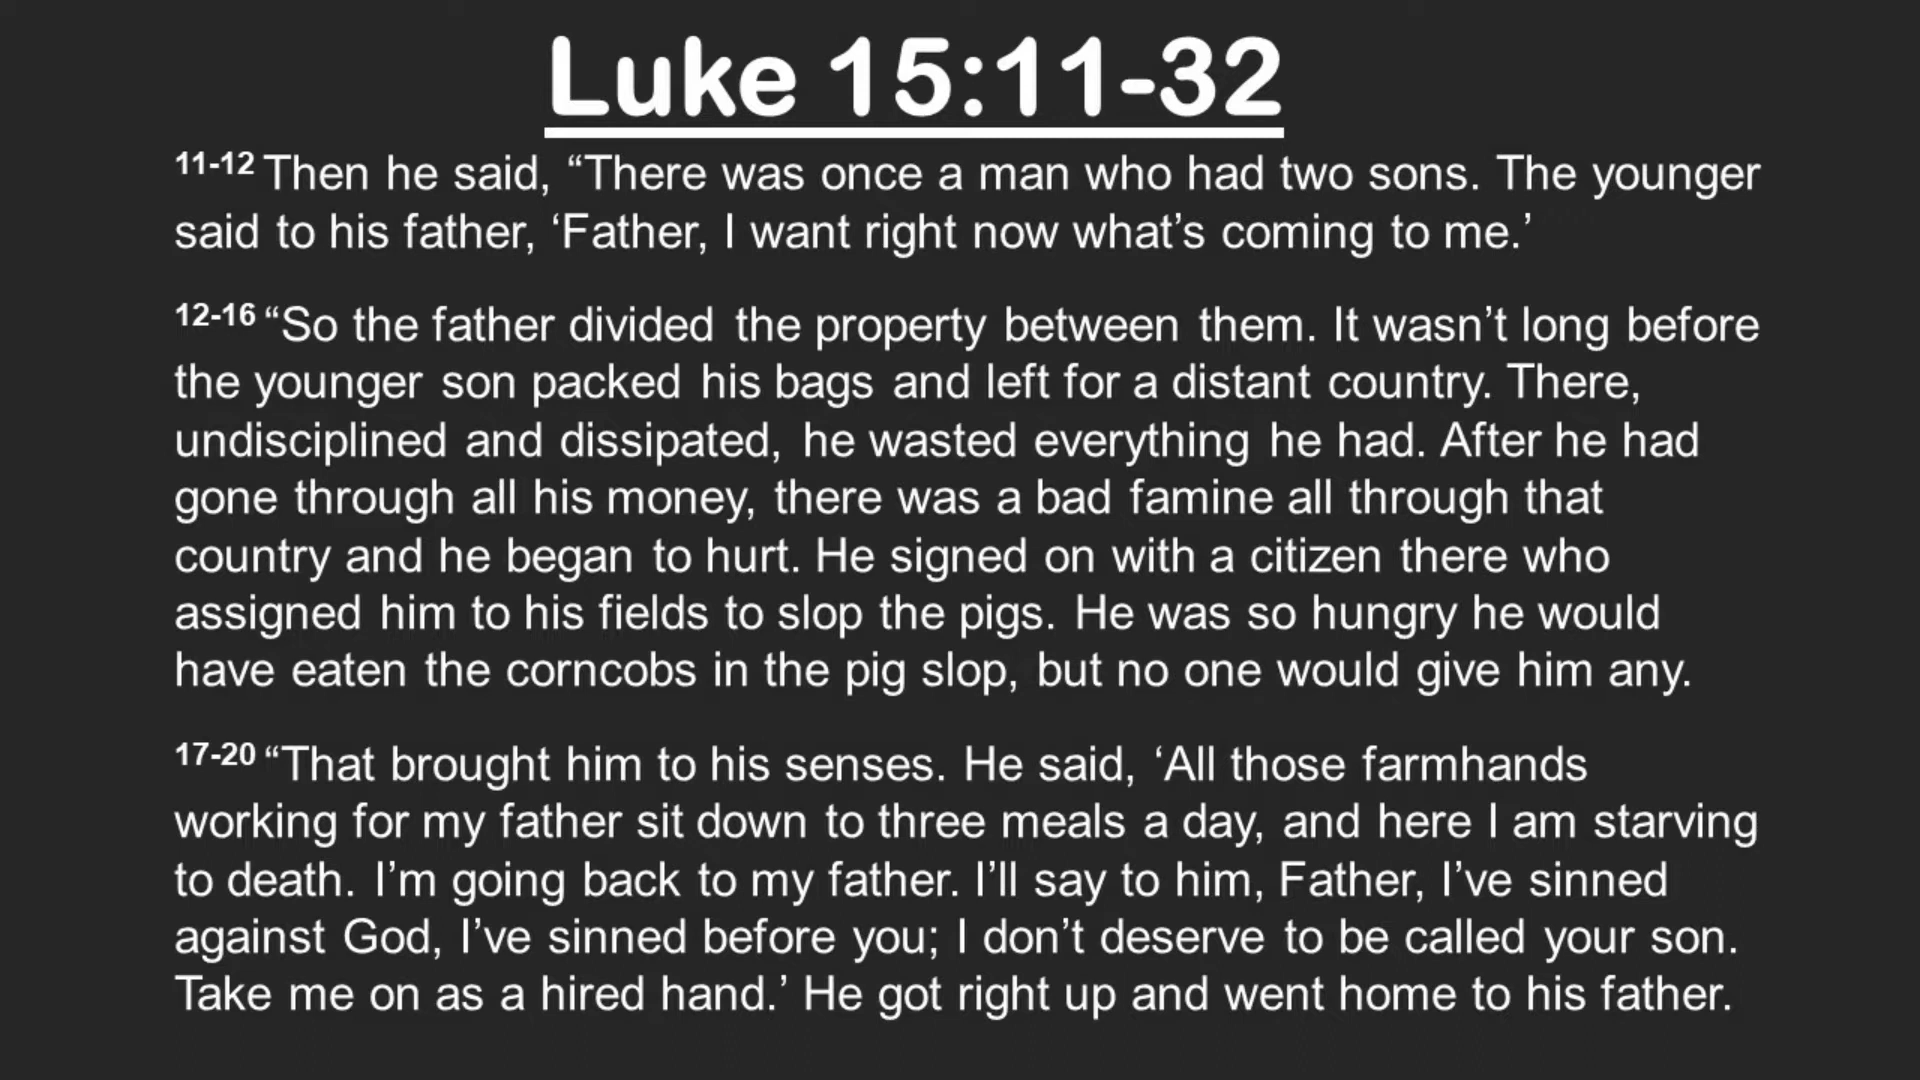 Luke 15:11-32
11-12 Then he said, “There was once a man who had two sons. The younger
said to his father, ‘Father, I want right now what’s coming to me.’
12-16 “So the father divided the property between them. It wasn’t long before
the younger son packed his bags and left for a distant country. There,
undisciplined and dissipated, he wasted everything he had. After he had
gone through all his money, there was a bad famine all through that
country and he began to hurt. He signed on with a citizen there who
assigned him to his fields to slop the pigs. He was so hungry he would
have eaten the corncobs in the pig slop, but no one would give him any.
17-20 “That brought him to his senses. He said, ‘All those farmhands
working for my father sit down to three meals a day, and here I am starving
to death. I’m going back to my father. I’ll say to him, Father, I’ve sinned
against God, I’ve sinned before you; I don’t deserve to be called your son.
Take me on as a hired hand.’ He got right up and went home to his father.